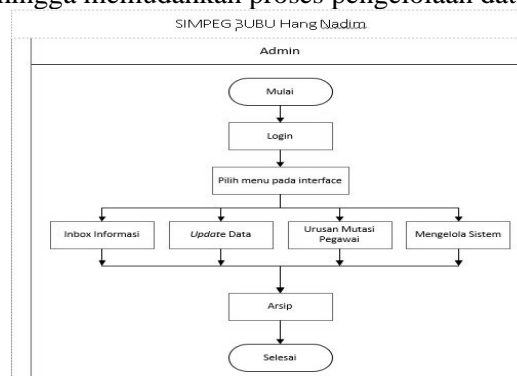 hingga memudahkan proses pengelolaan dat
SIMPEG BUBU Hang Nadim
Admin
Mulai
Login
Pilih menu pada interface
Inbox Informasi
Update Data
Urusan Mutasi
Pegawai
Mengelola Sistem
Arsip
Selesai